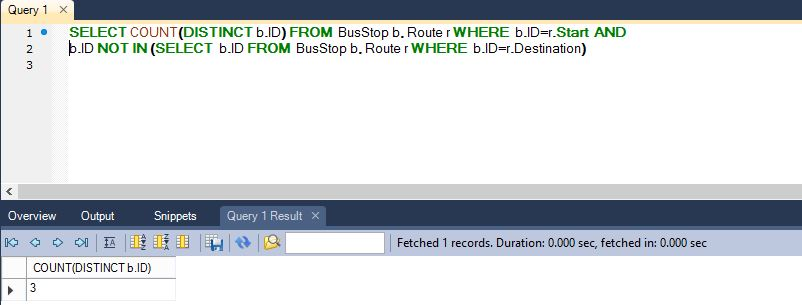 Query 1 ×
1 SELECT COUNT(DISTINCT b.ID) FROM BusStop b, Route r WHERE b.ID=r.Start AND
2 b.ID NOT IN (SELECT b.ID FROM BusStop b, Route r WHERE b.ID=r.Destination)
3
Overview Output Snippets Query 1 Result ×
Fetched 1 records. Duration: 0.000 sec, fetched in: 0.000 sec
COUNT(DISTINCT b.ID)
3